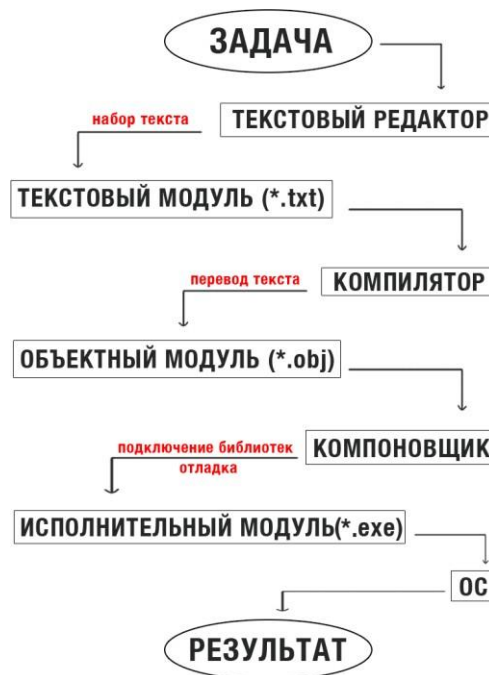 ЗАДАЧА
ТЕКСТОВЫЙ РЕДАКТОР
набор текста
ТЕКСТОВЫЙ МОДУЛЬ (*.txt)
КОМПИЛЯТОР
перевод текста
ОБЪЕКТНЫЙ МОДУЛЬ (*.obj)
КОМПОНОВЩИК
подключение библиотек
отладка
ИСПОЛНИТЕЛЬНЫЙ МОДУЛЬ(*.exe)
ОС
РЕЗУЛЬТАТ